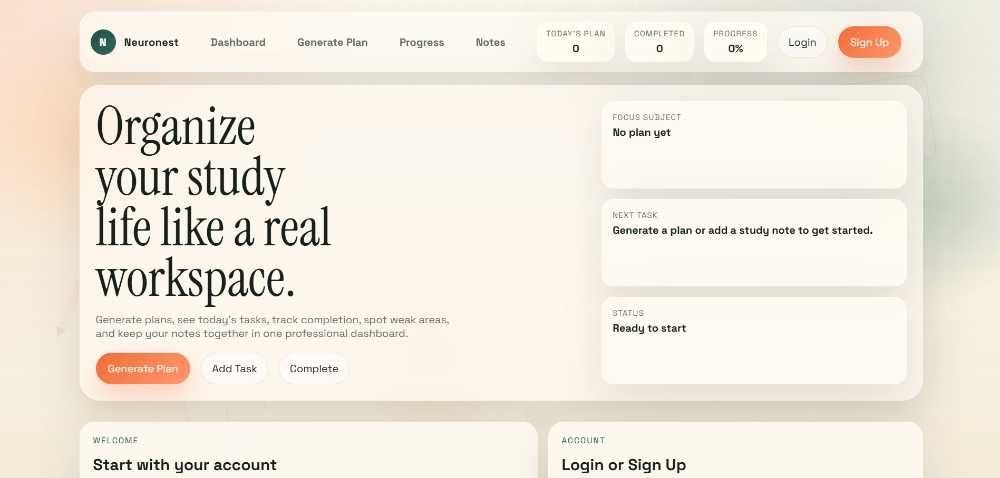 N
Neuronest
Dashboard
Generate Plan
Progress
Notes
TODAY'S PLAN
0
COMPLETED
0
PROGRESS
0%
Login
Sign Up
Organize
your study
life like a real
workspace.
Generate plans, see today's tasks, track completion, spot weak areas,
and keep your notes together in one professional dashboard.
Generate Plan
Add Task
Complete
FOCUS SUBJECT
No plan yet
NEXT TASK
Generate a plan or add a study note to get started.
STATUS
Ready to start
WELCOME
Start with your account
ACCOUNT
Login or Sign Up